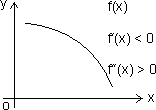 y
f(x)
f′(x) < 0
f″(x) > 0
0
x